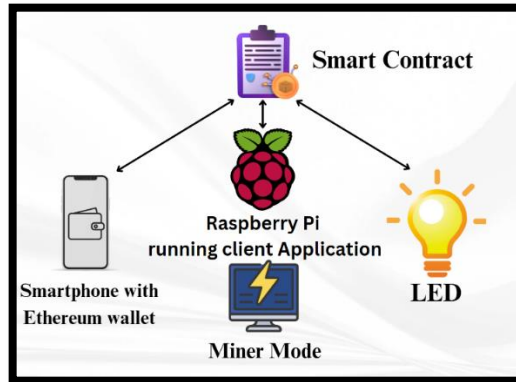 Smart Contract
Raspberry Pi
running client Application
Smartphone with
Ethereum wallet
LED
Miner Mode